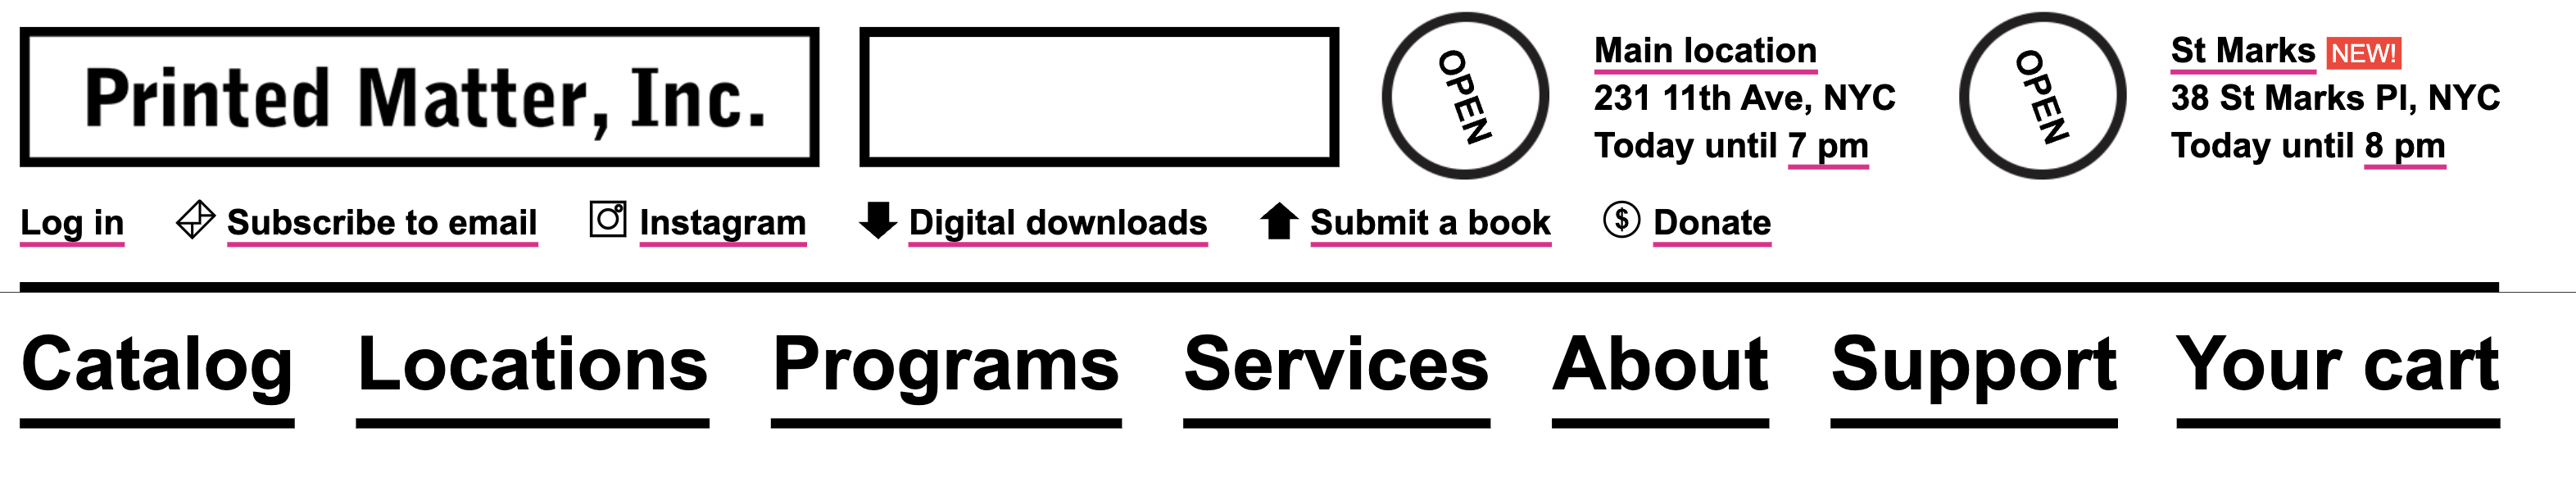 Printed Matter, Inc.
OPEN
Main location
231 11th Ave, NYC
Today until 7 pm
OPEN
St Marks NEW!
38 St Marks Pl, NYC
Today until 8 pm
Log in Subscribe to email Instagram Digital downloads Submit a book $ Donate
Catalog Locations Programs Services About Support Your cart